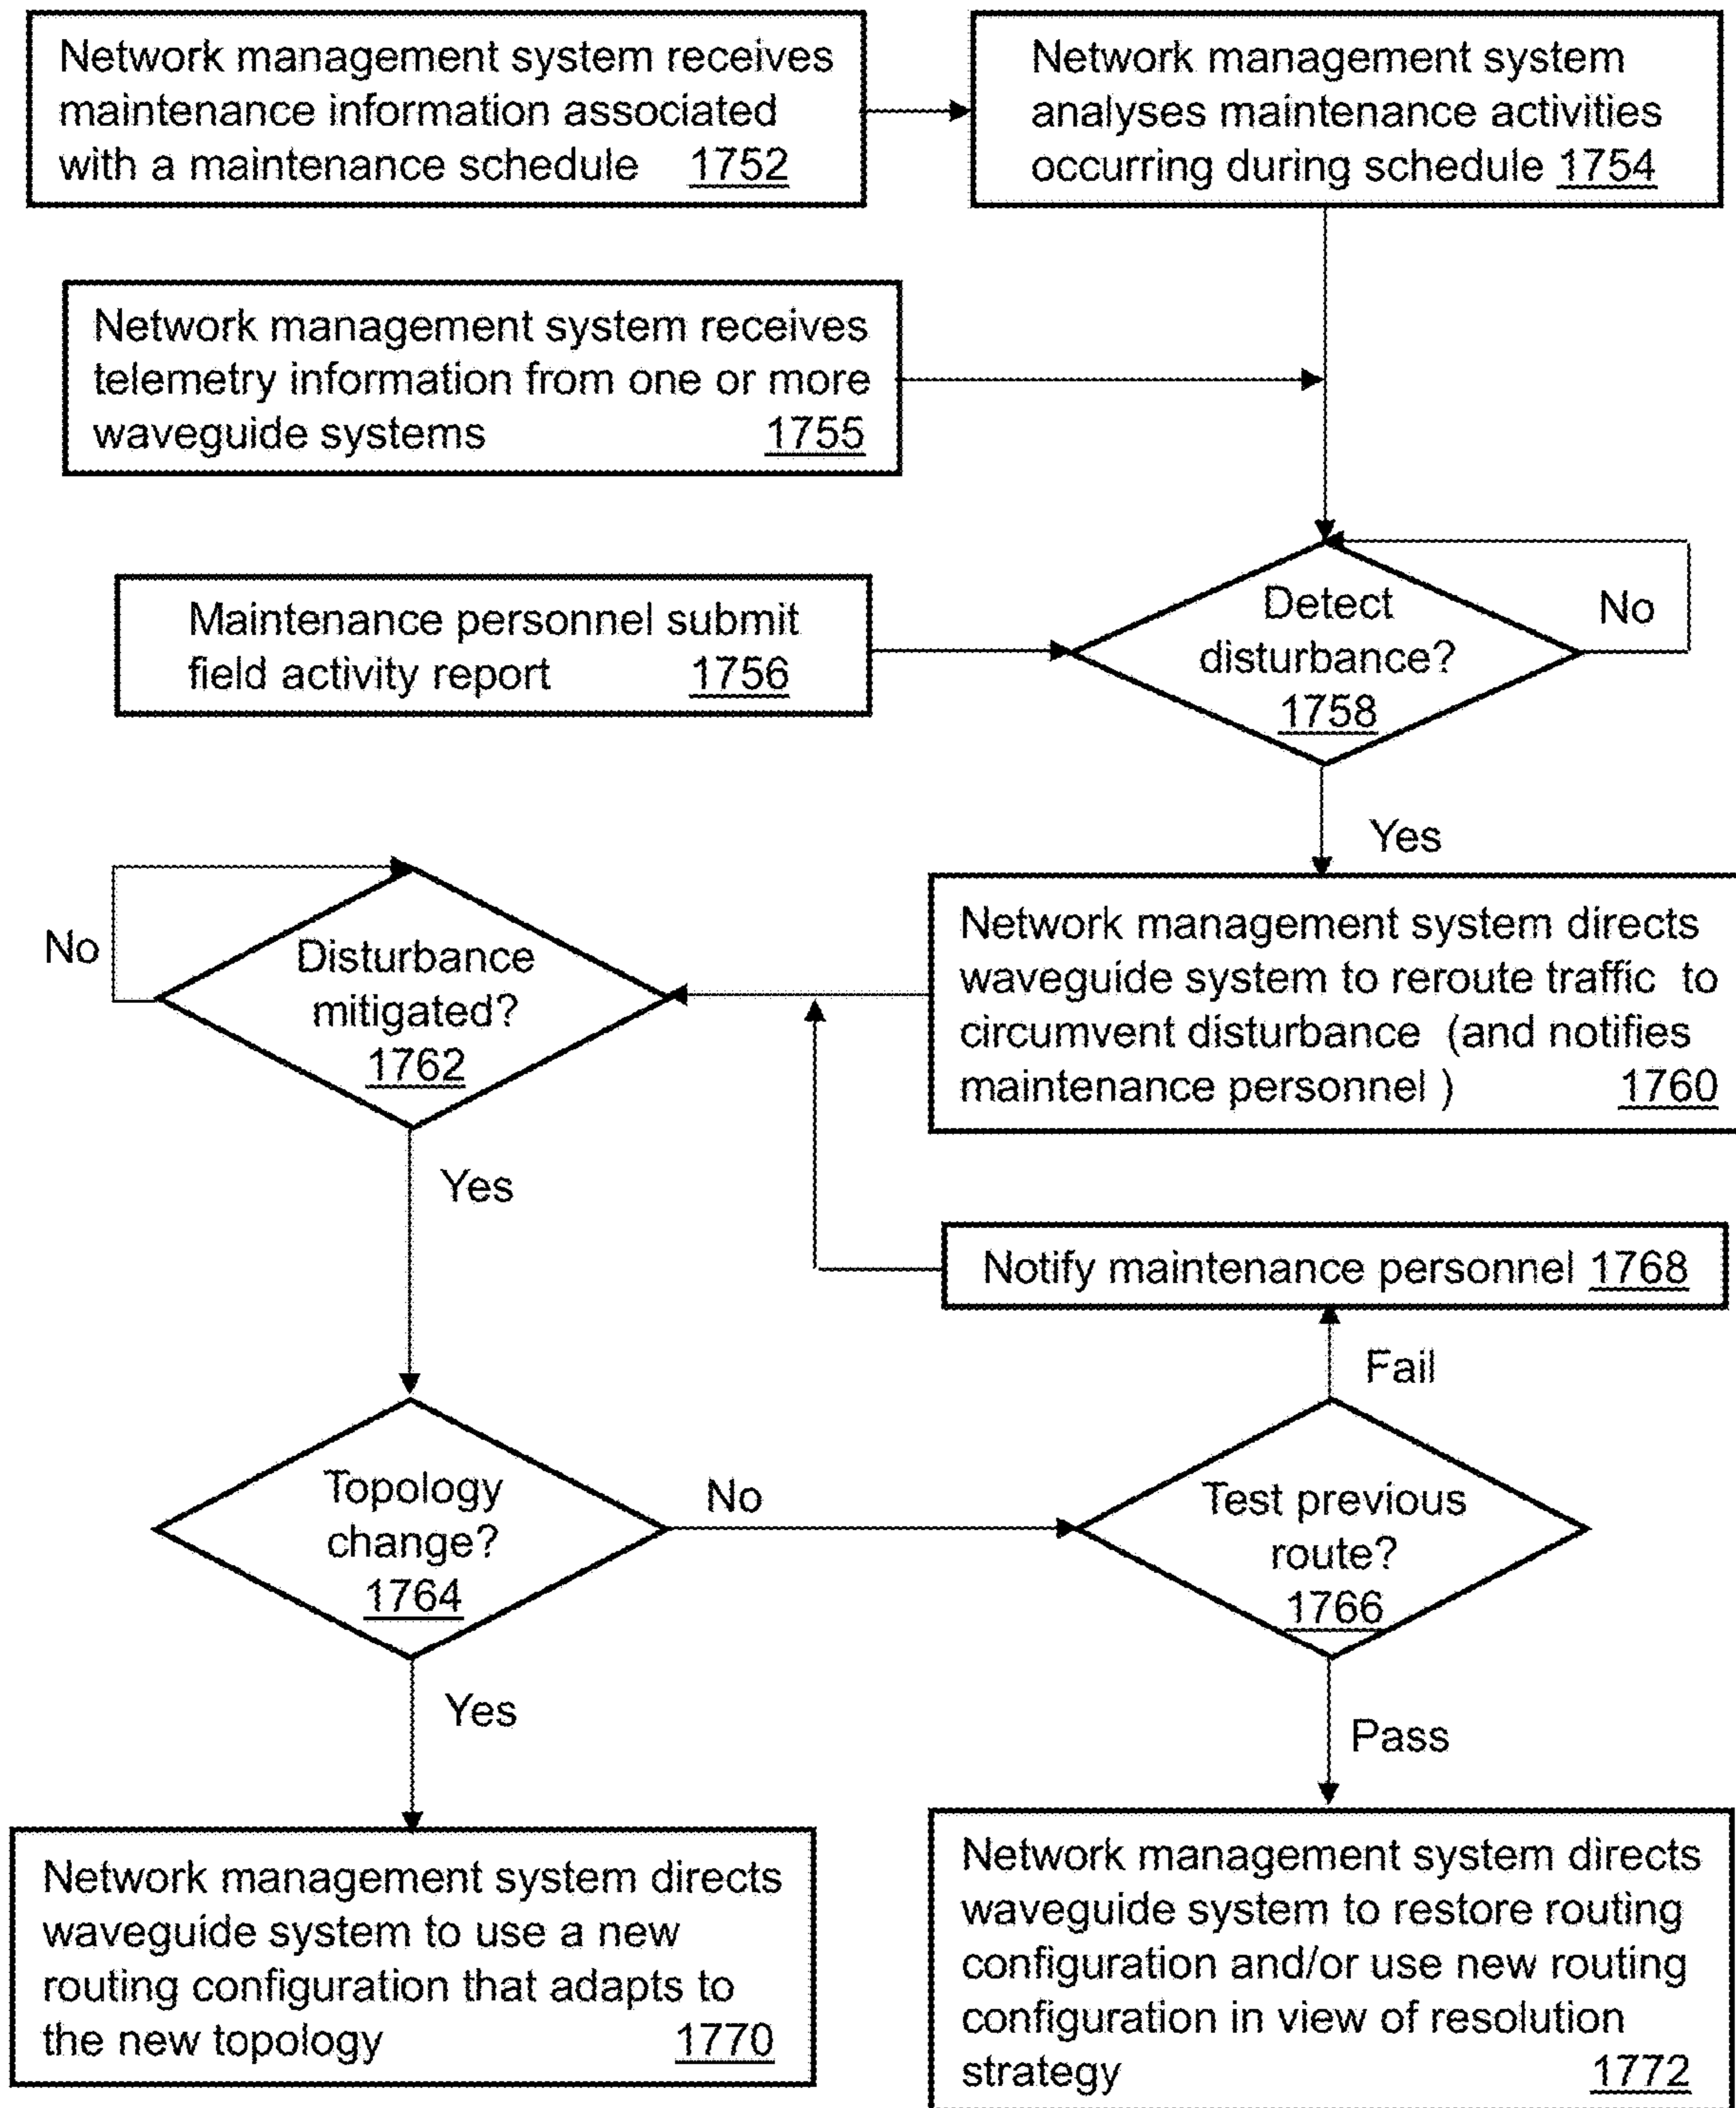 Network management system receives
maintenance information associated
with a maintenance schedule 1752
Network management system
analyses maintenance activities
occurring during schedule 1754
Network management system receives
telemetry information from one or more
waveguide systems 1755
Maintenance personnel submit
field activity report 1756
Detect
disturbance?
1758
No
Yes
Network management system directs
waveguide system to reroute traffic to
circumvent disturbance (and notifies
maintenance personnel ) 1760
Disturbance
mitigated?
1762
No
Yes
Notify maintenance personnel 1768
Fail
Topology
change?
1764
No
Test previous
route?
1766
Yes
Pass
Network management system directs
waveguide system to use a new
routing configuration that adapts to
the new topology 1770
Network management system directs
waveguide system to restore routing
configuration and/or use new routing
configuration in view of resolution
strategy 1772